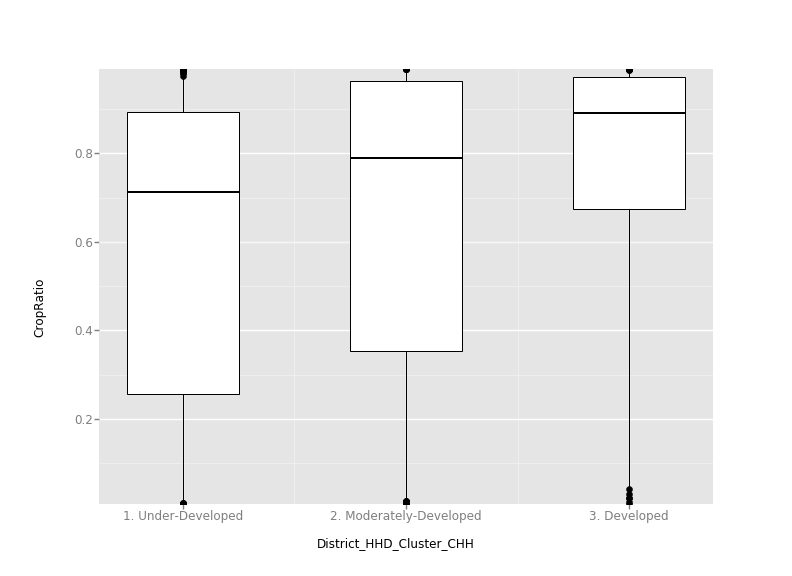 CropRatio
0.8
0.6
0.4
0.2
1. Under-Developed
2. Moderately-Developed
3. Developed
District_HHD_Cluster_CHH